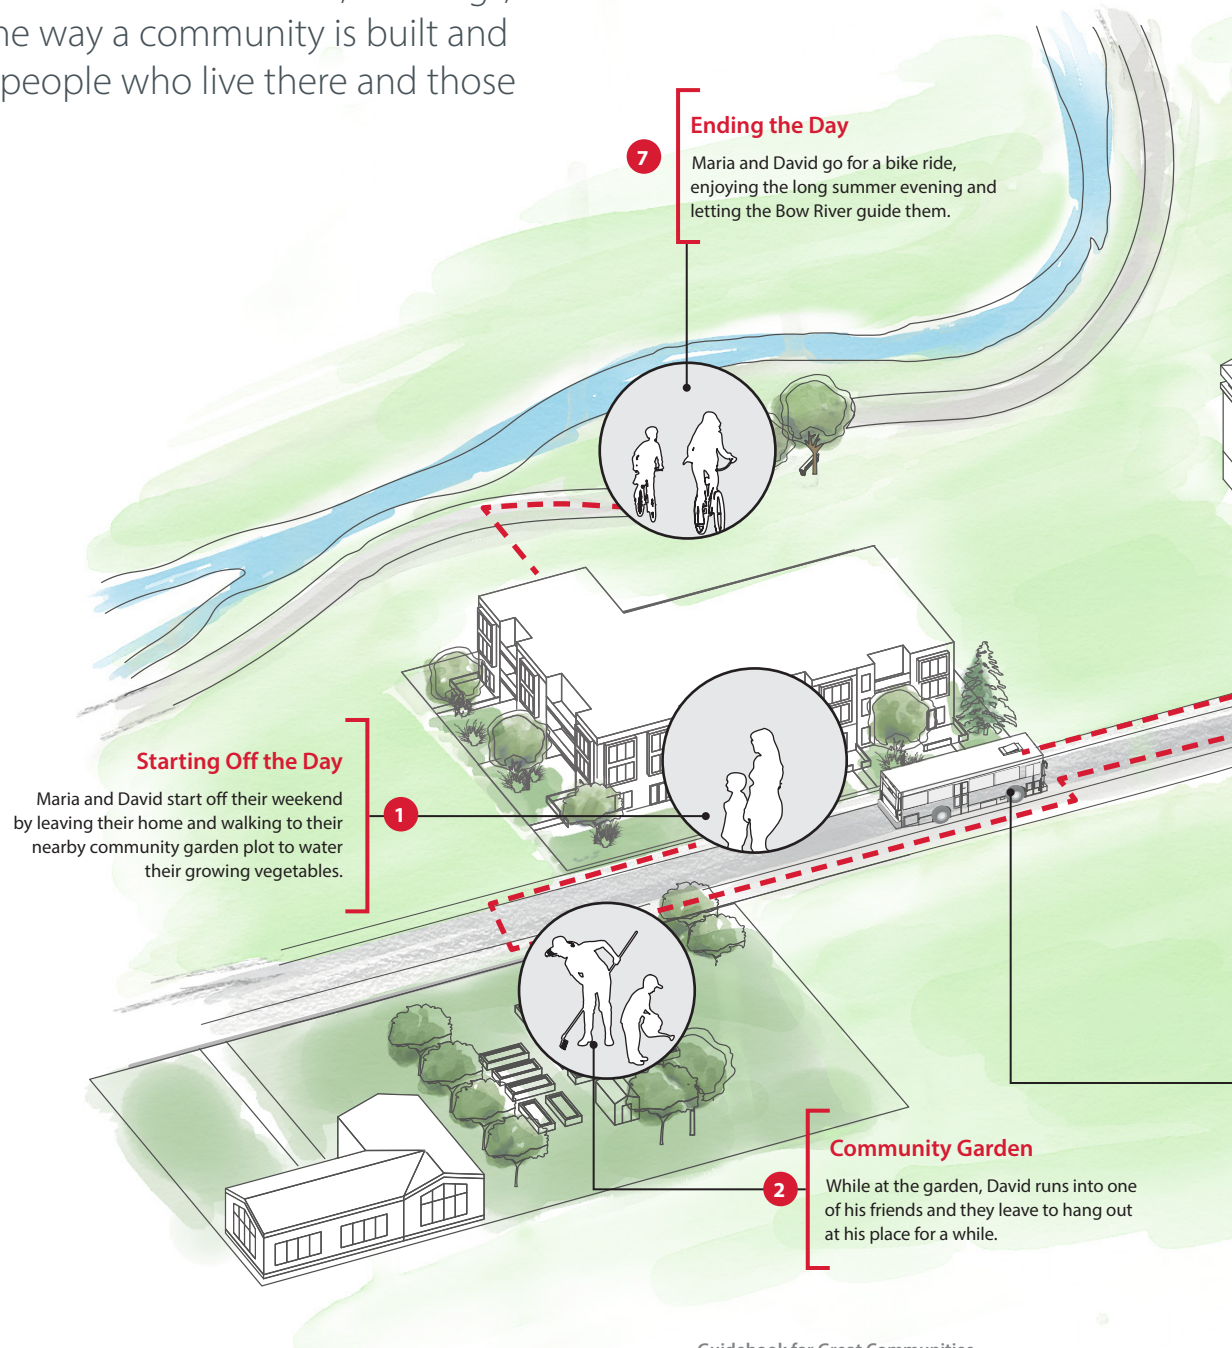 he way a community is built and
people who live there and those
7
Ending the Day
Maria and David go for a bike ride,
enjoying the long summer evening and
letting the Bow River guide them.
Starting Off the Day
Maria and David start off their weekend
by leaving their home and walking to their
nearby community garden plot to water
their growing vegetables.
1
2
Community Garden
While at the garden, David runs into one
of his friends and they leave to hang out
at his place for a while.
Guidebook for Great Communities